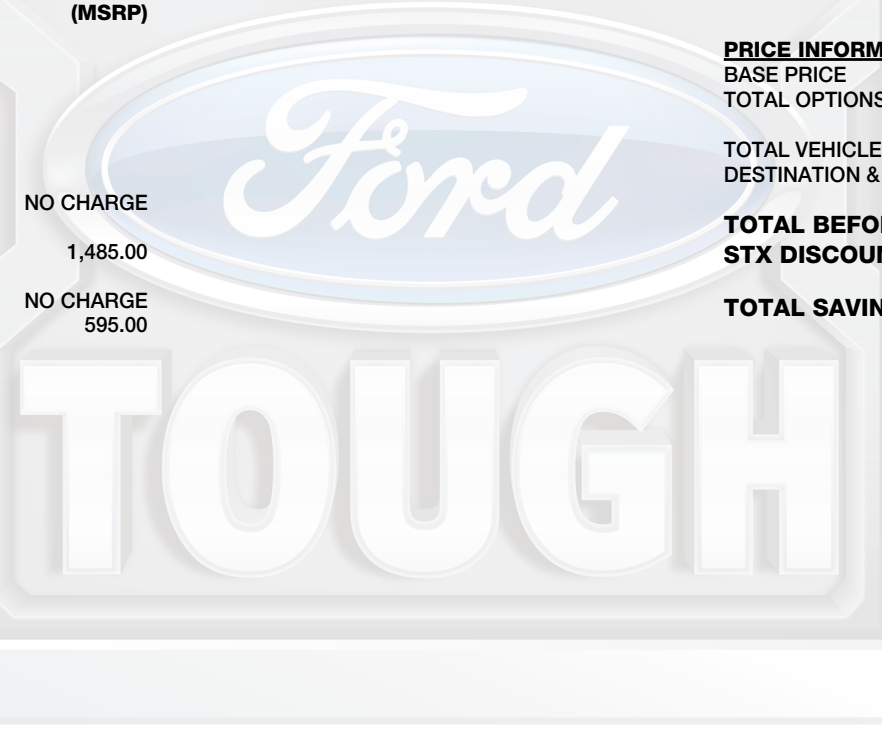 (MSRP)
NO CHARGE
1,485.00
NO CHARGE
595.00
PRICE INFORM
BASE PRICE
TOTAL OPTIONS
TOTAL VEHICLE
DESTINATION &
TOTAL BEFO
STX DISCOU
TOTAL SAVIN
Ford
TOUGH